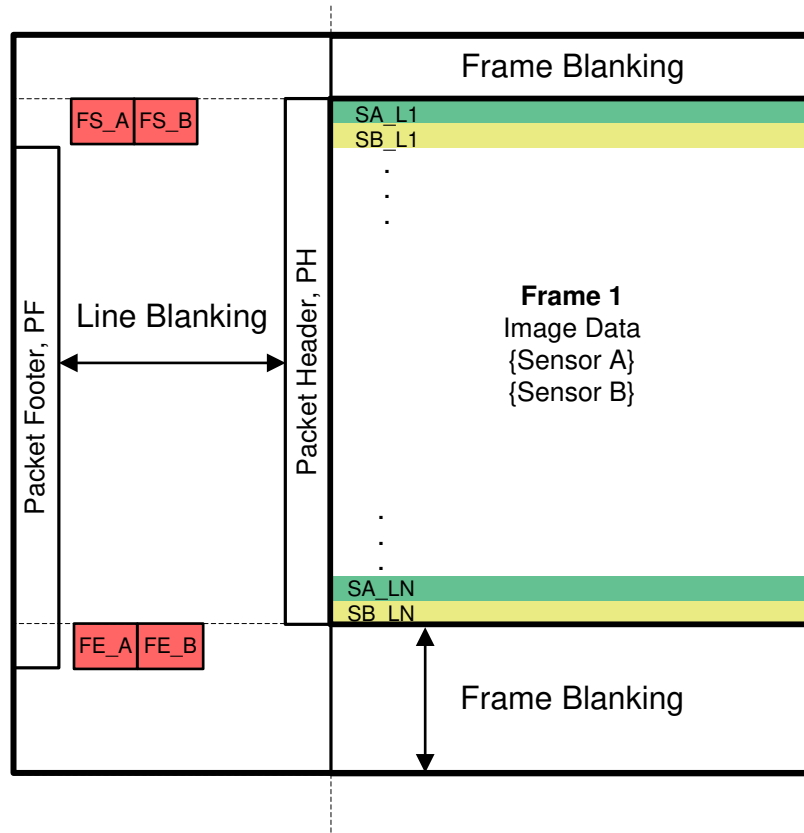 Frame Blanking
FS_A FS_B
SA_L1
SB_L1
.
.
.
Packet Footer, PF
Line Blanking
Packet Header, PH
Frame 1
Image Data
{Sensor A}
{Sensor B}
.
.
.
SA_LN
SB_LN
FE_A FE_B
Frame Blanking